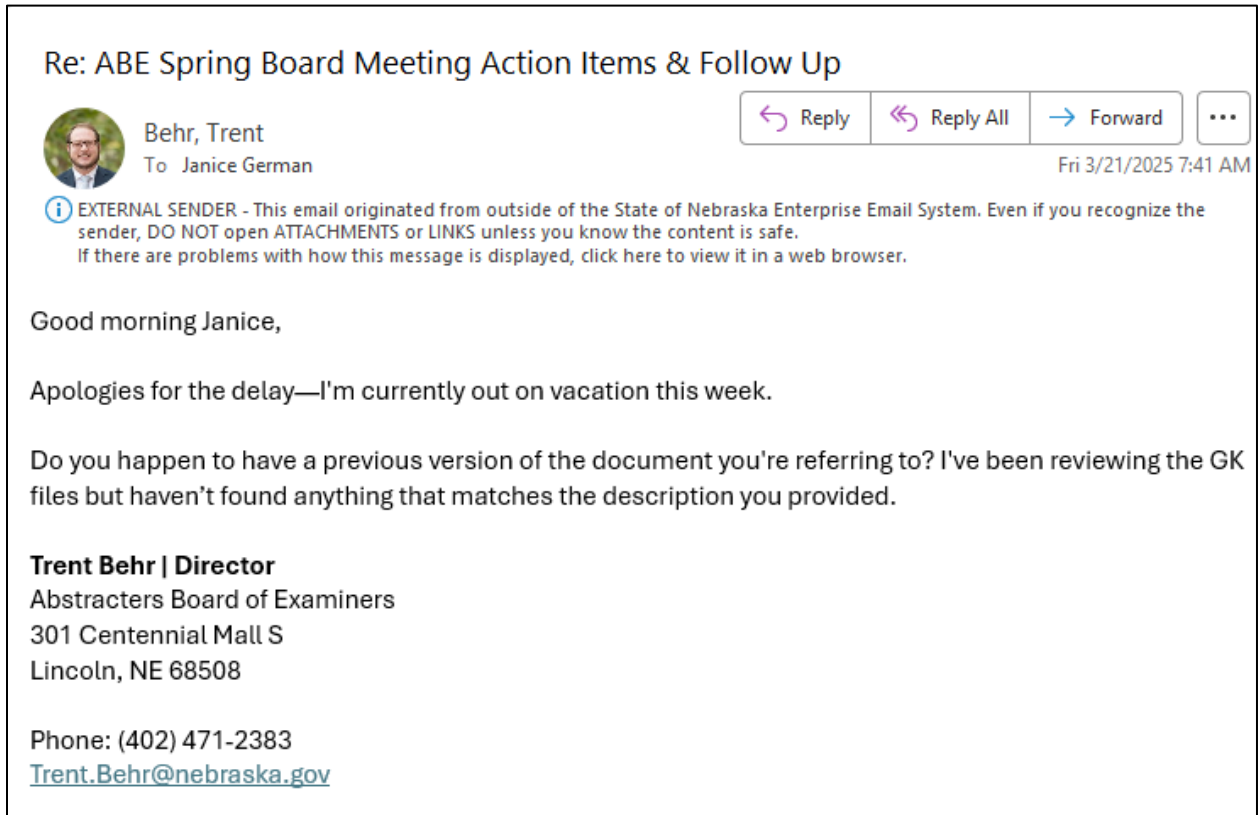 Re: ABE Spring Board Meeting Action Items & Follow Up
Behr, Trent
To Janice German
Reply
Reply All
Forward
Fri 3/21/2025 7:41 AM
EXTERNAL SENDER - This email originated from outside of the State of Nebraska Enterprise Email System. Even if you recognize the
sender, DO NOT open ATTACHMENTS or LINKS unless you know the content is safe.
If there are problems with how this message is displayed, click here to view it in a web browser.
Good morning Janice,
Apologies for the delay—I'm currently out on vacation this week.
Do you happen to have a previous version of the document you're referring to? I've been reviewing the GK
files but haven’t found anything that matches the description you provided.
Trent Behr | Director
Abstracters Board of Examiners
301 Centennial Mall S
Lincoln, NE 68508
Phone: (402) 471-2383
Trent.Behr@nebraska.gov